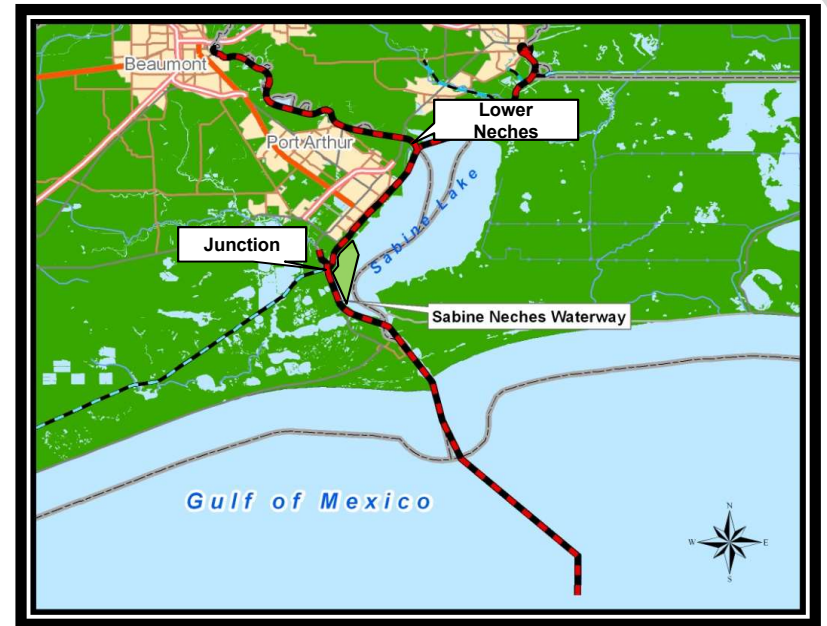 Beaumont
Lower
Neches
Port Arthur
Sabine Lake
Junction
Sabine Neches Waterway
Gulf of Mexico
N
W
E
S